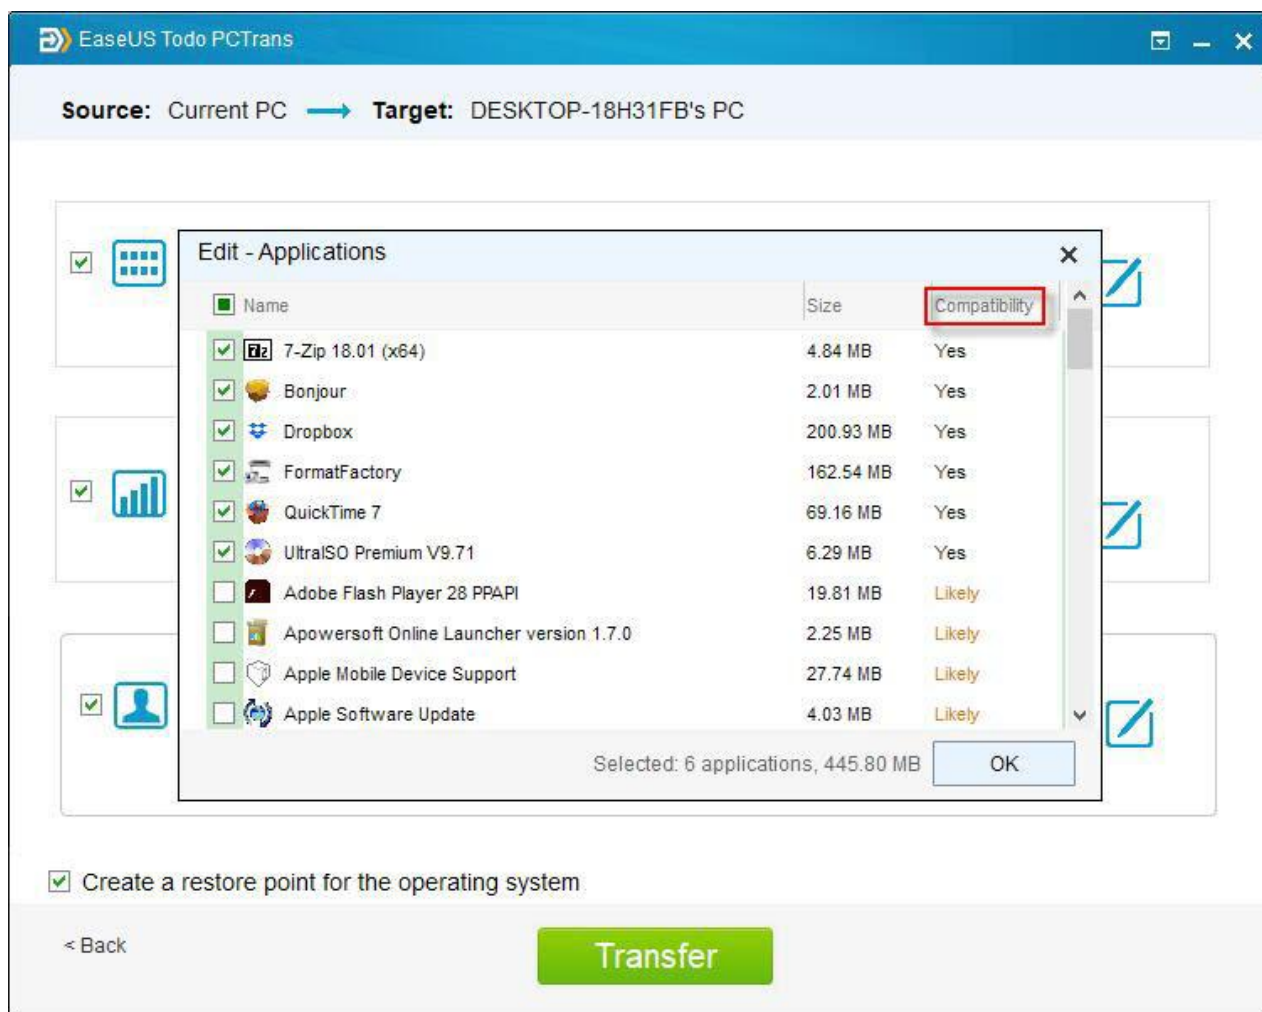 EaseUS Todo PCTrans
Source: Current PC Target: DESKTOP-18H31FB's PC
Edit - Applications
Name Size Compatibility
7z 7-Zip 18.01 (x64) 4.84 MB Yes
Bonjour 2.01 MB Yes
Dropbox 200.93 MB Yes
FormatFactory 162.54 MB Yes
QuickTime 7 69.16 MB Yes
UltraISO Premium V9.71 6.29 MB Yes
Adobe Flash Player 28 PPAPI 19.81 MB Likely
Apowersoft Online Launcher version 1.7.0 2.25 MB Likely
Apple Mobile Device Support 27.74 MB Likely
Apple Software Update 4.03 MB Likely
Selected: 6 applications, 445.80 MB OK
Create a restore point for the operating system
< Back Transfer